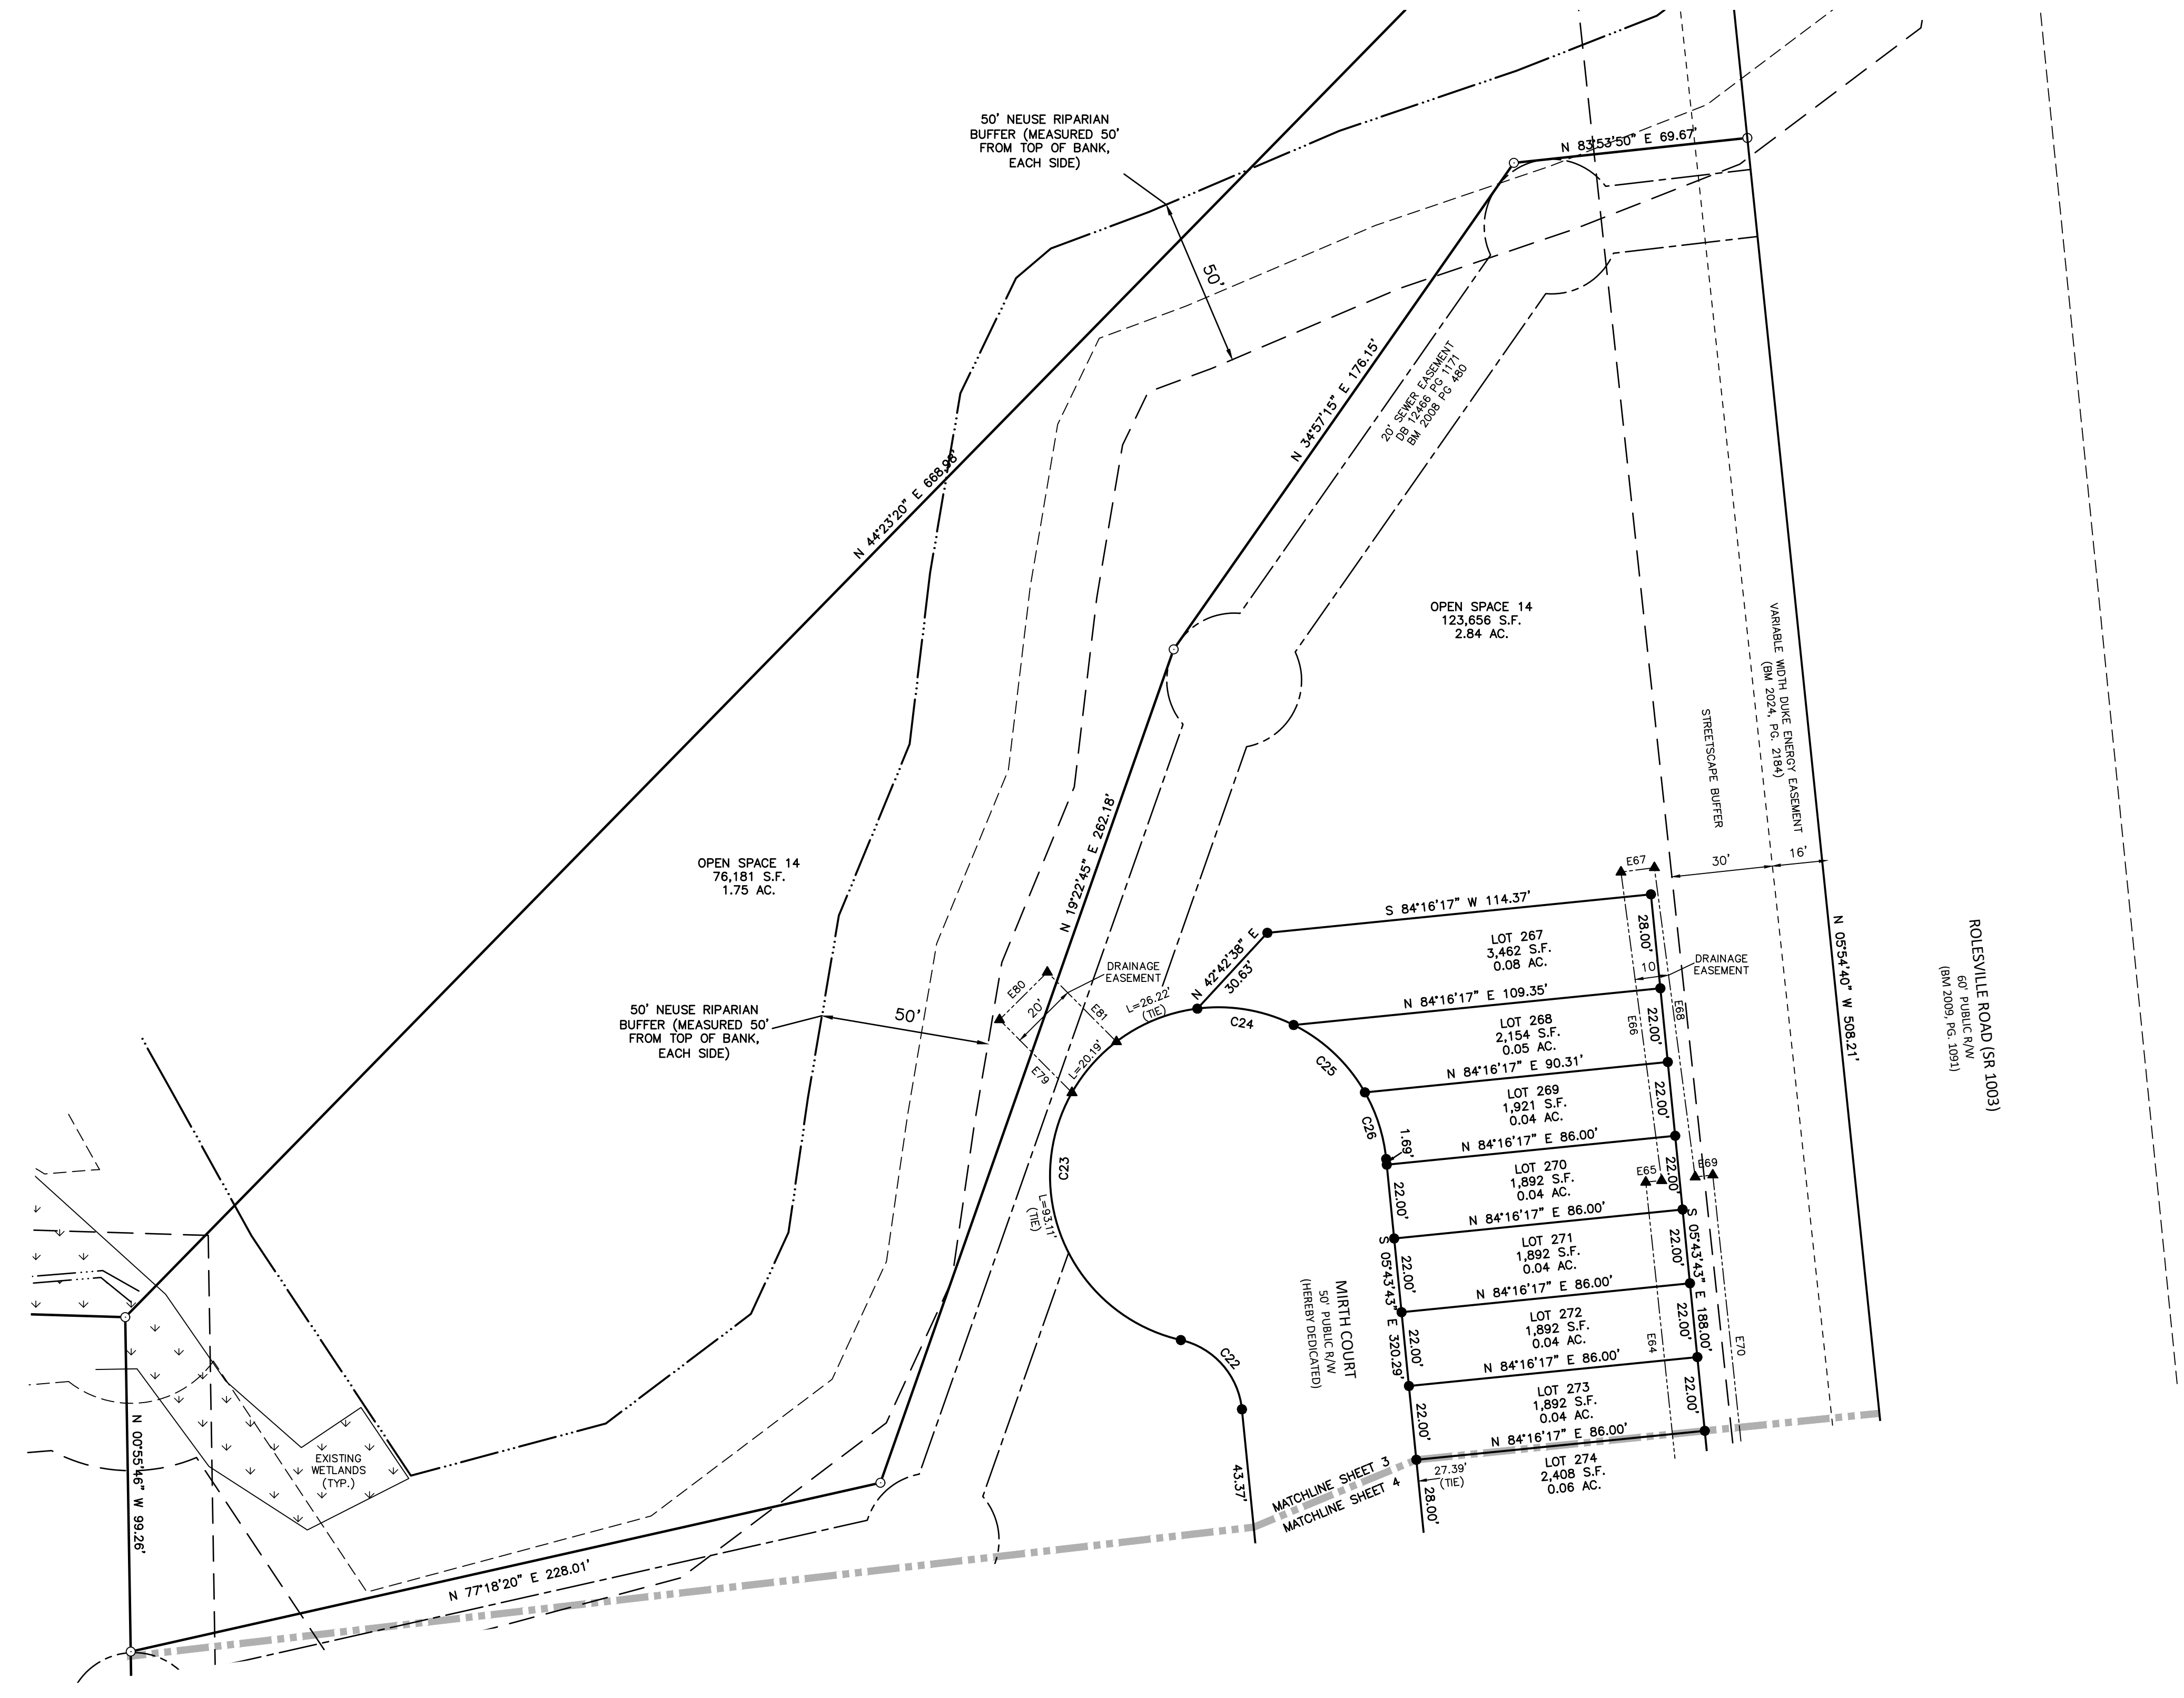 50' NEUSE RIPARIAN
BUFFER (MEASURED 50'
FROM TOP OF BANK,
EACH SIDE)
50'
N 83°53'50" E 69.67'
N 44°23'20" E 668.98'
N 34°57'15" E 176.15'
20' SEWER EASEMENT
DB 12466 PG 1171
BM 2008 PG 480
OPEN SPACE 14
123,656 S.F.
2.84 AC.
VARIABLE WIDTH DUKE ENERGY EASEMENT
(BM 2024, PG. 2184)
STREETSCAPE BUFFER
30'
16'
N 05°54'40" W 508.21'
ROLESVILLE ROAD (SR 1003)
60' PUBLIC R/W
(BM 2009, PG. 1091)
OPEN SPACE 14
76,181 S.F.
1.75 AC.
N 19°22'45" E 262.18'
50' NEUSE RIPARIAN
BUFFER (MEASURED 50'
FROM TOP OF BANK,
EACH SIDE)
50'
DRAINAGE
EASEMENT
E80
20'
E81
E79
L=20.19'
L=26.22'
(TIE)
N 42°42'38" E
30.63'
S 84°16'17" W 114.37'
E67
LOT 267
3,462 S.F.
0.08 AC.
28.00'
10'
DRAINAGE
EASEMENT
E68
E66
C24
N 84°16'17" E 109.35'
LOT 268
2,154 S.F.
0.05 AC.
22.00'
C25
N 84°16'17" E 90.31'
LOT 269
1,921 S.F.
0.04 AC.
22.00'
C26
1.69'
N 84°16'17" E 86.00'
LOT 270
1,892 S.F.
0.04 AC.
22.00'
22.00'
E65
E69
N 84°16'17" E 86.00'
LOT 271
1,892 S.F.
0.04 AC.
22.00'
22.00'
S 05°43'43" E 320.29'
S 05°43'43" E 188.00'
N 84°16'17" E 86.00'
LOT 272
1,892 S.F.
0.04 AC.
22.00'
22.00'
E64
E70
N 84°16'17" E 86.00'
LOT 273
1,892 S.F.
0.04 AC.
22.00'
22.00'
N 84°16'17" E 86.00'
LOT 274
2,408 S.F.
0.06 AC.
27.39'
(TIE)
28.00'
C23
L=93.11'
(TIE)
C22
43.37'
MIRTH COURT
50' PUBLIC R/W
(HEREBY DEDICATED)
MATCHLINE SHEET 3
MATCHLINE SHEET 4
EXISTING
WETLANDS
(TYP.)
N 00°55'46" W 99.26'
N 77°18'20" E 228.01'